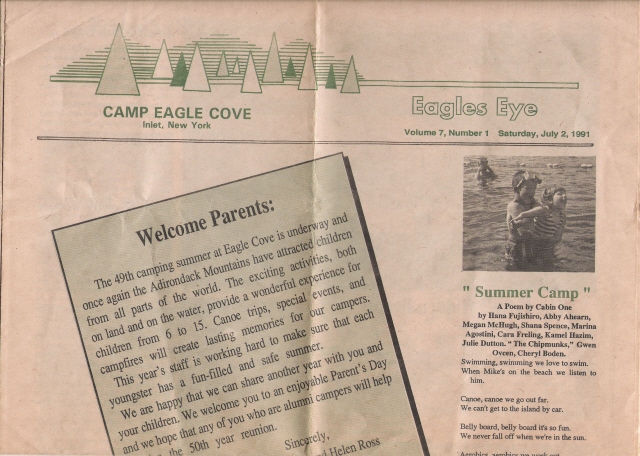 CAMP EAGLE COVE
Inlet, New York
Eagles Eye
Volume 7, Number 1 Saturday, July 2, 1991
Welcome Parents:
The 49th camping summer at Eagle Cove is underway and
once again the Adirondack Mountains have attracted children
from all parts of the world. The exciting activities, both
on land and on the water, provide a wonderful experience for
children from 6 to 15. Canoe trips, special events, and
campfires will create lasting memories for our campers.
This year's staff is working hard to make sure that each
youngster has a fun-filled and safe summer.
We are happy that we can share another year with you and
your children. We welcome you to an enjoyable Parent's Day
and we hope that any of you who are alumni campers will help
the 50th year reunion.
Sincerely,
Helen Ross
" Summer Camp "
A Poem by Cabin One
by Hana Fujishiro, Abby Ahearn,
Megan McHugh, Shana Spence, Marina
Agostini, Cara Freling, Kamel Hazim,
Julie Dutton. "The Chipmunks," Gwen
Oveen, Cheryl Boden.
Swimming, swimming we love to swim.
When Mike's on the beach we listen to
him.
Canoe, canoe we go out far.
We can't get to the island by car.
Belly board, belly board it's so fun.
We never fall off when we're in the sun.
Aerobics, aerobics we work out